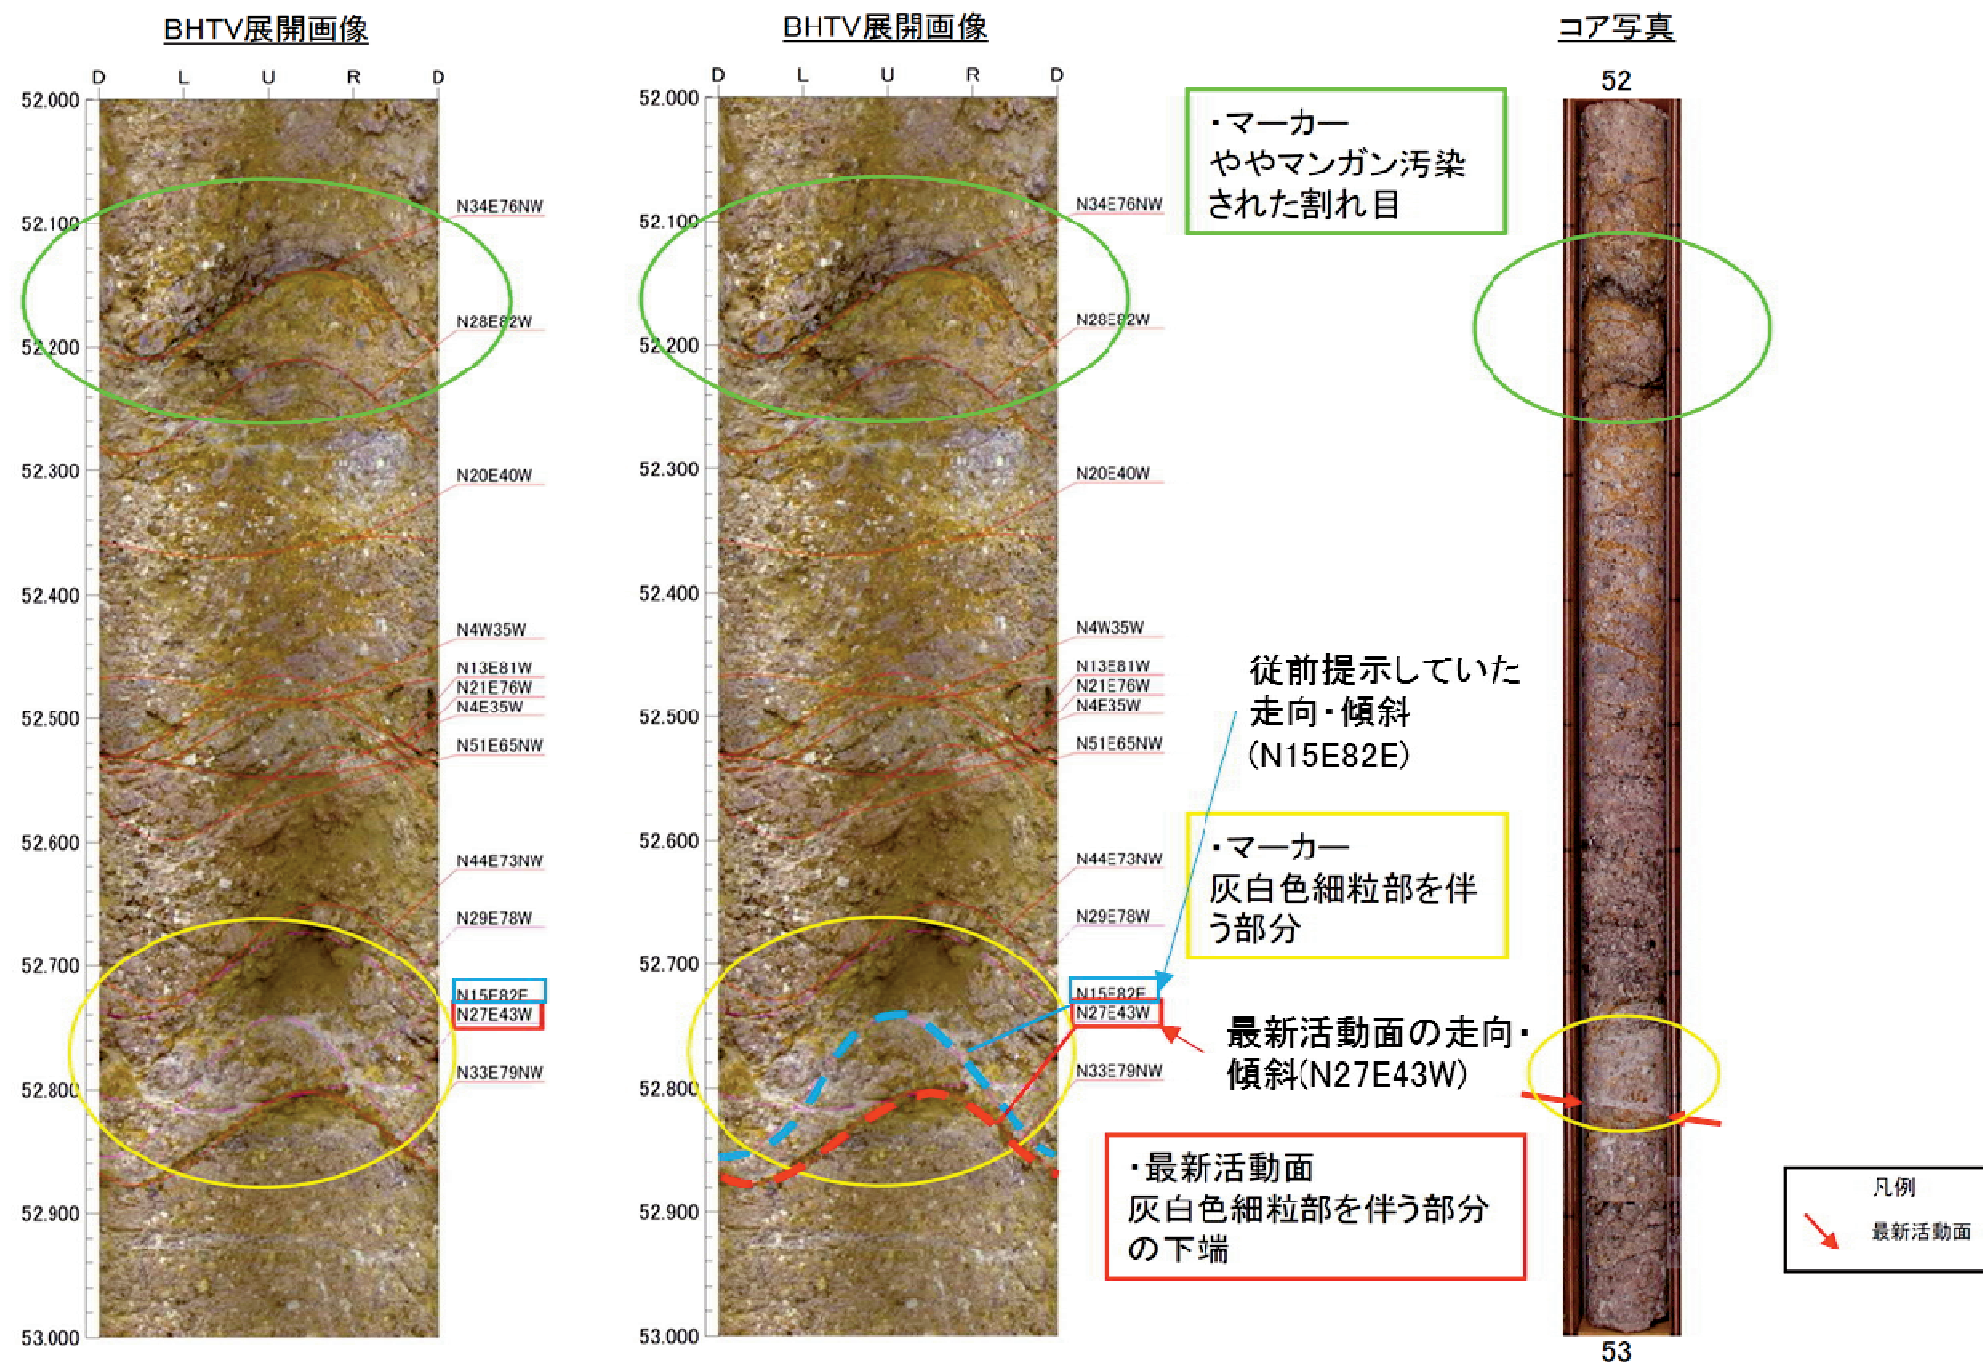 BHTV展開画像
D L U R D
52.000
52.100
52.200
52.300
52.400
52.500
52.600
52.700
52.800
52.900
53.000
N34E76NW
N28E82W
N20E40W
N4W35W
N13E81W
N21E76W
N4E35W
N51E65NW
N44E73NW
N29E78W
N15E82E
N27E43W
N33E79NW
BHTV展開画像
D L U R D
52.000
52.100
52.200
52.300
52.400
52.500
52.600
52.700
52.800
52.900
53.000
N34E76NW
N28E82W
N20E40W
N4W35W
N13E81W
N21E76W
N4E35W
N51E65NW
N44E73NW
N29E78W
N15E82E
N27E43W
N33E79NW
・マーカー
ややマンガン汚染
された割れ目
従前提示していた
走向・傾斜
(N15E82E)
・マーカー
灰白色細粒部を伴
う部分
最新活動面の走向・
傾斜(N27E43W)
・最新活動面
灰白色細粒部を伴う部分
の下端
コア写真
52
53
凡例
最新活動面